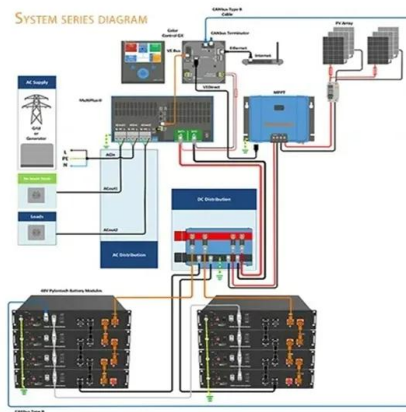 SYSTEM SERIES DIAGRAM
CANbus Type B
Cable
Color
Control GX
CANbus Terminator
VE Bus
Ethernet
Internet
PV Array
AC Supply
Grid
or
Generator
MultiPlus-II
VE.Direct
MPPT
L
PE
N
ACin
ACout1
Loads
ACout2
AC Distribution
DC Distribution
48V Pylontech Battery Modules
CANbus Type B